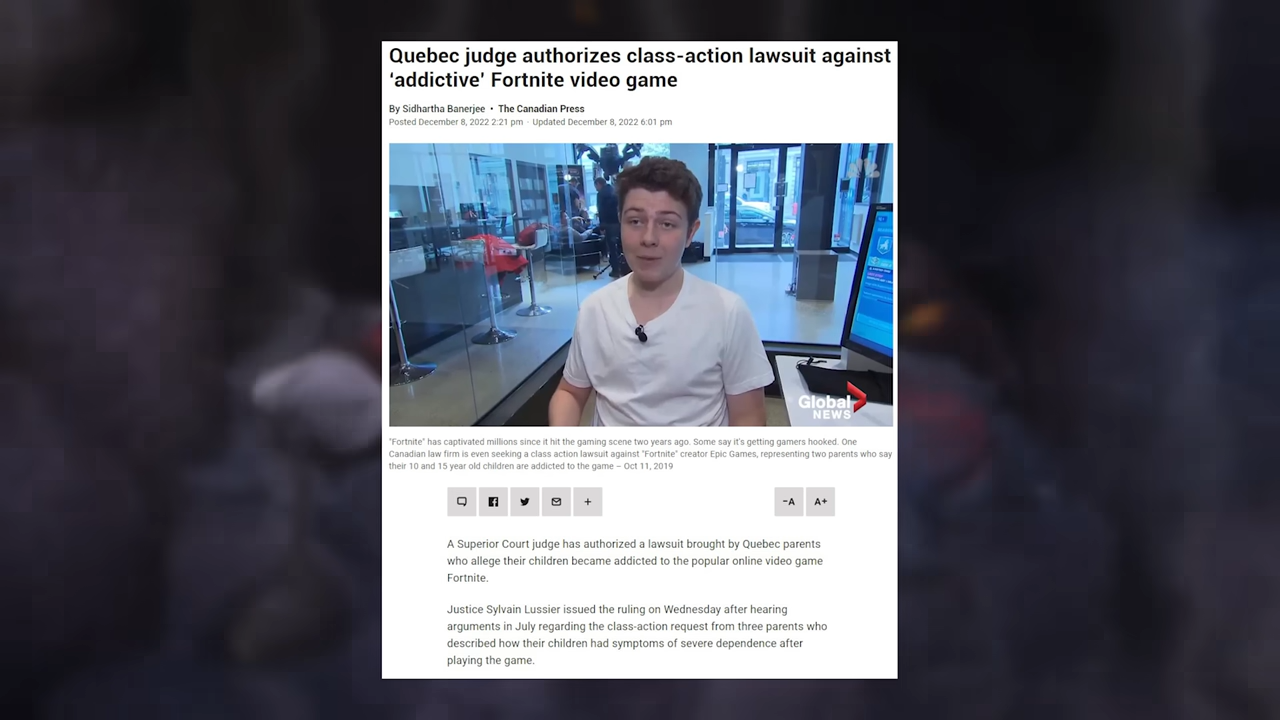 Quebec judge authorizes class-action lawsuit against
‘addictive’ Fortnite video game
By Sidhartha Banerjee • The Canadian Press
Posted December 8, 2022 2:21 pm · Updated December 8, 2022 6:01 pm
Global
NEWS
"Fortnite" has captivated millions since it hit the gaming scene two years ago. Some say it's getting gamers hooked. One
Canadian law firm is even seeking a class action lawsuit against "Fortnite" creator Epic Games, representing two parents who say
their 10 and 15 year old children are addicted to the game – Oct 11, 2019
+
-A
A+
A Superior Court judge has authorized a lawsuit brought by Quebec parents
who allege their children became addicted to the popular online video game
Fortnite.
Justice Sylvain Lussier issued the ruling on Wednesday after hearing
arguments in July regarding the class-action request from three parents who
described how their children had symptoms of severe dependence after
playing the game.